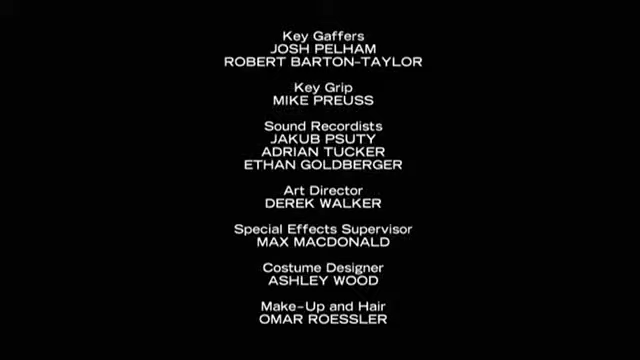 Key Gaffers
JOSH PELHAM
ROBERT BARTON-TAYLOR
Key Grip
MIKE PREUSS
Sound Recordists
JAKUB PSUTY
ADRIAN TUCKER
ETHAN GOLDBERGER
Art Director
DEREK WALKER
Special Effects Supervisor
MAX MACDONALD
Costume Designer
ASHLEY WOOD
Make-Up and Hair
OMAR ROESSLER